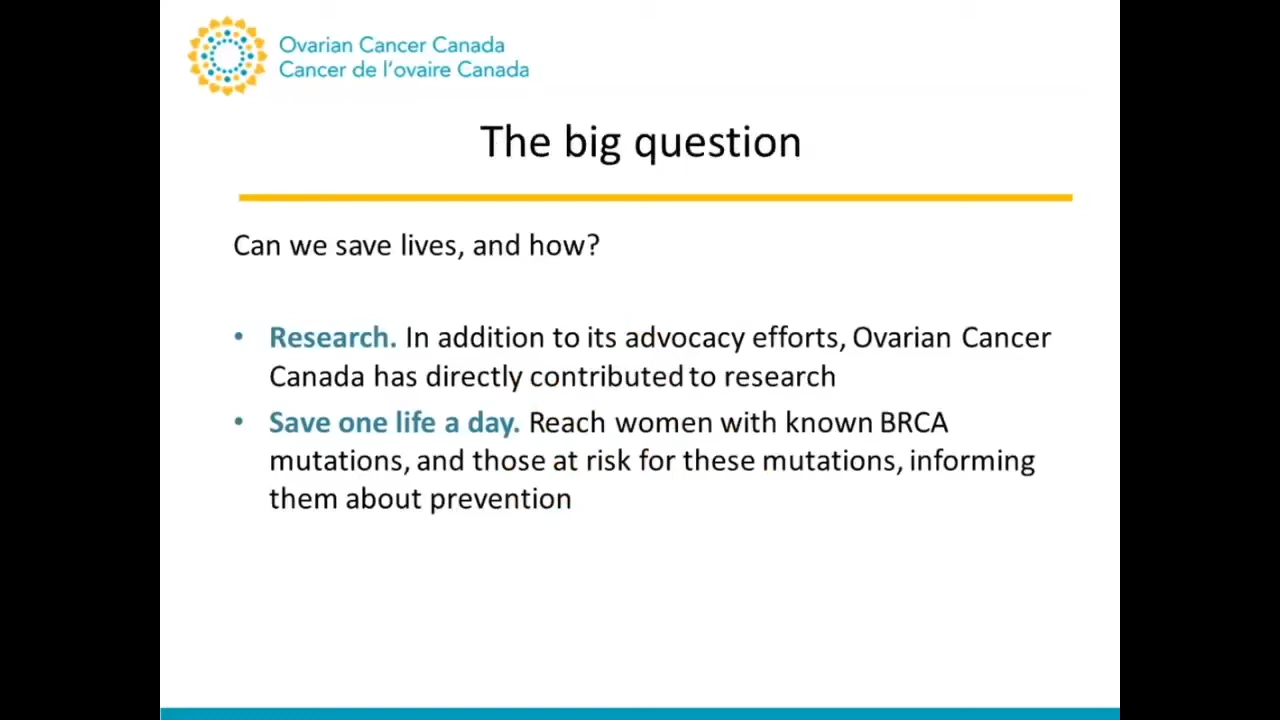 Ovarian Cancer Canada
Cancer de l'ovaire Canada
The big question
Can we save lives, and how?
• Research. In addition to its advocacy efforts, Ovarian Cancer
Canada has directly contributed to research
• Save one life a day. Reach women with known BRCA
mutations, and those at risk for these mutations, informing
them about prevention